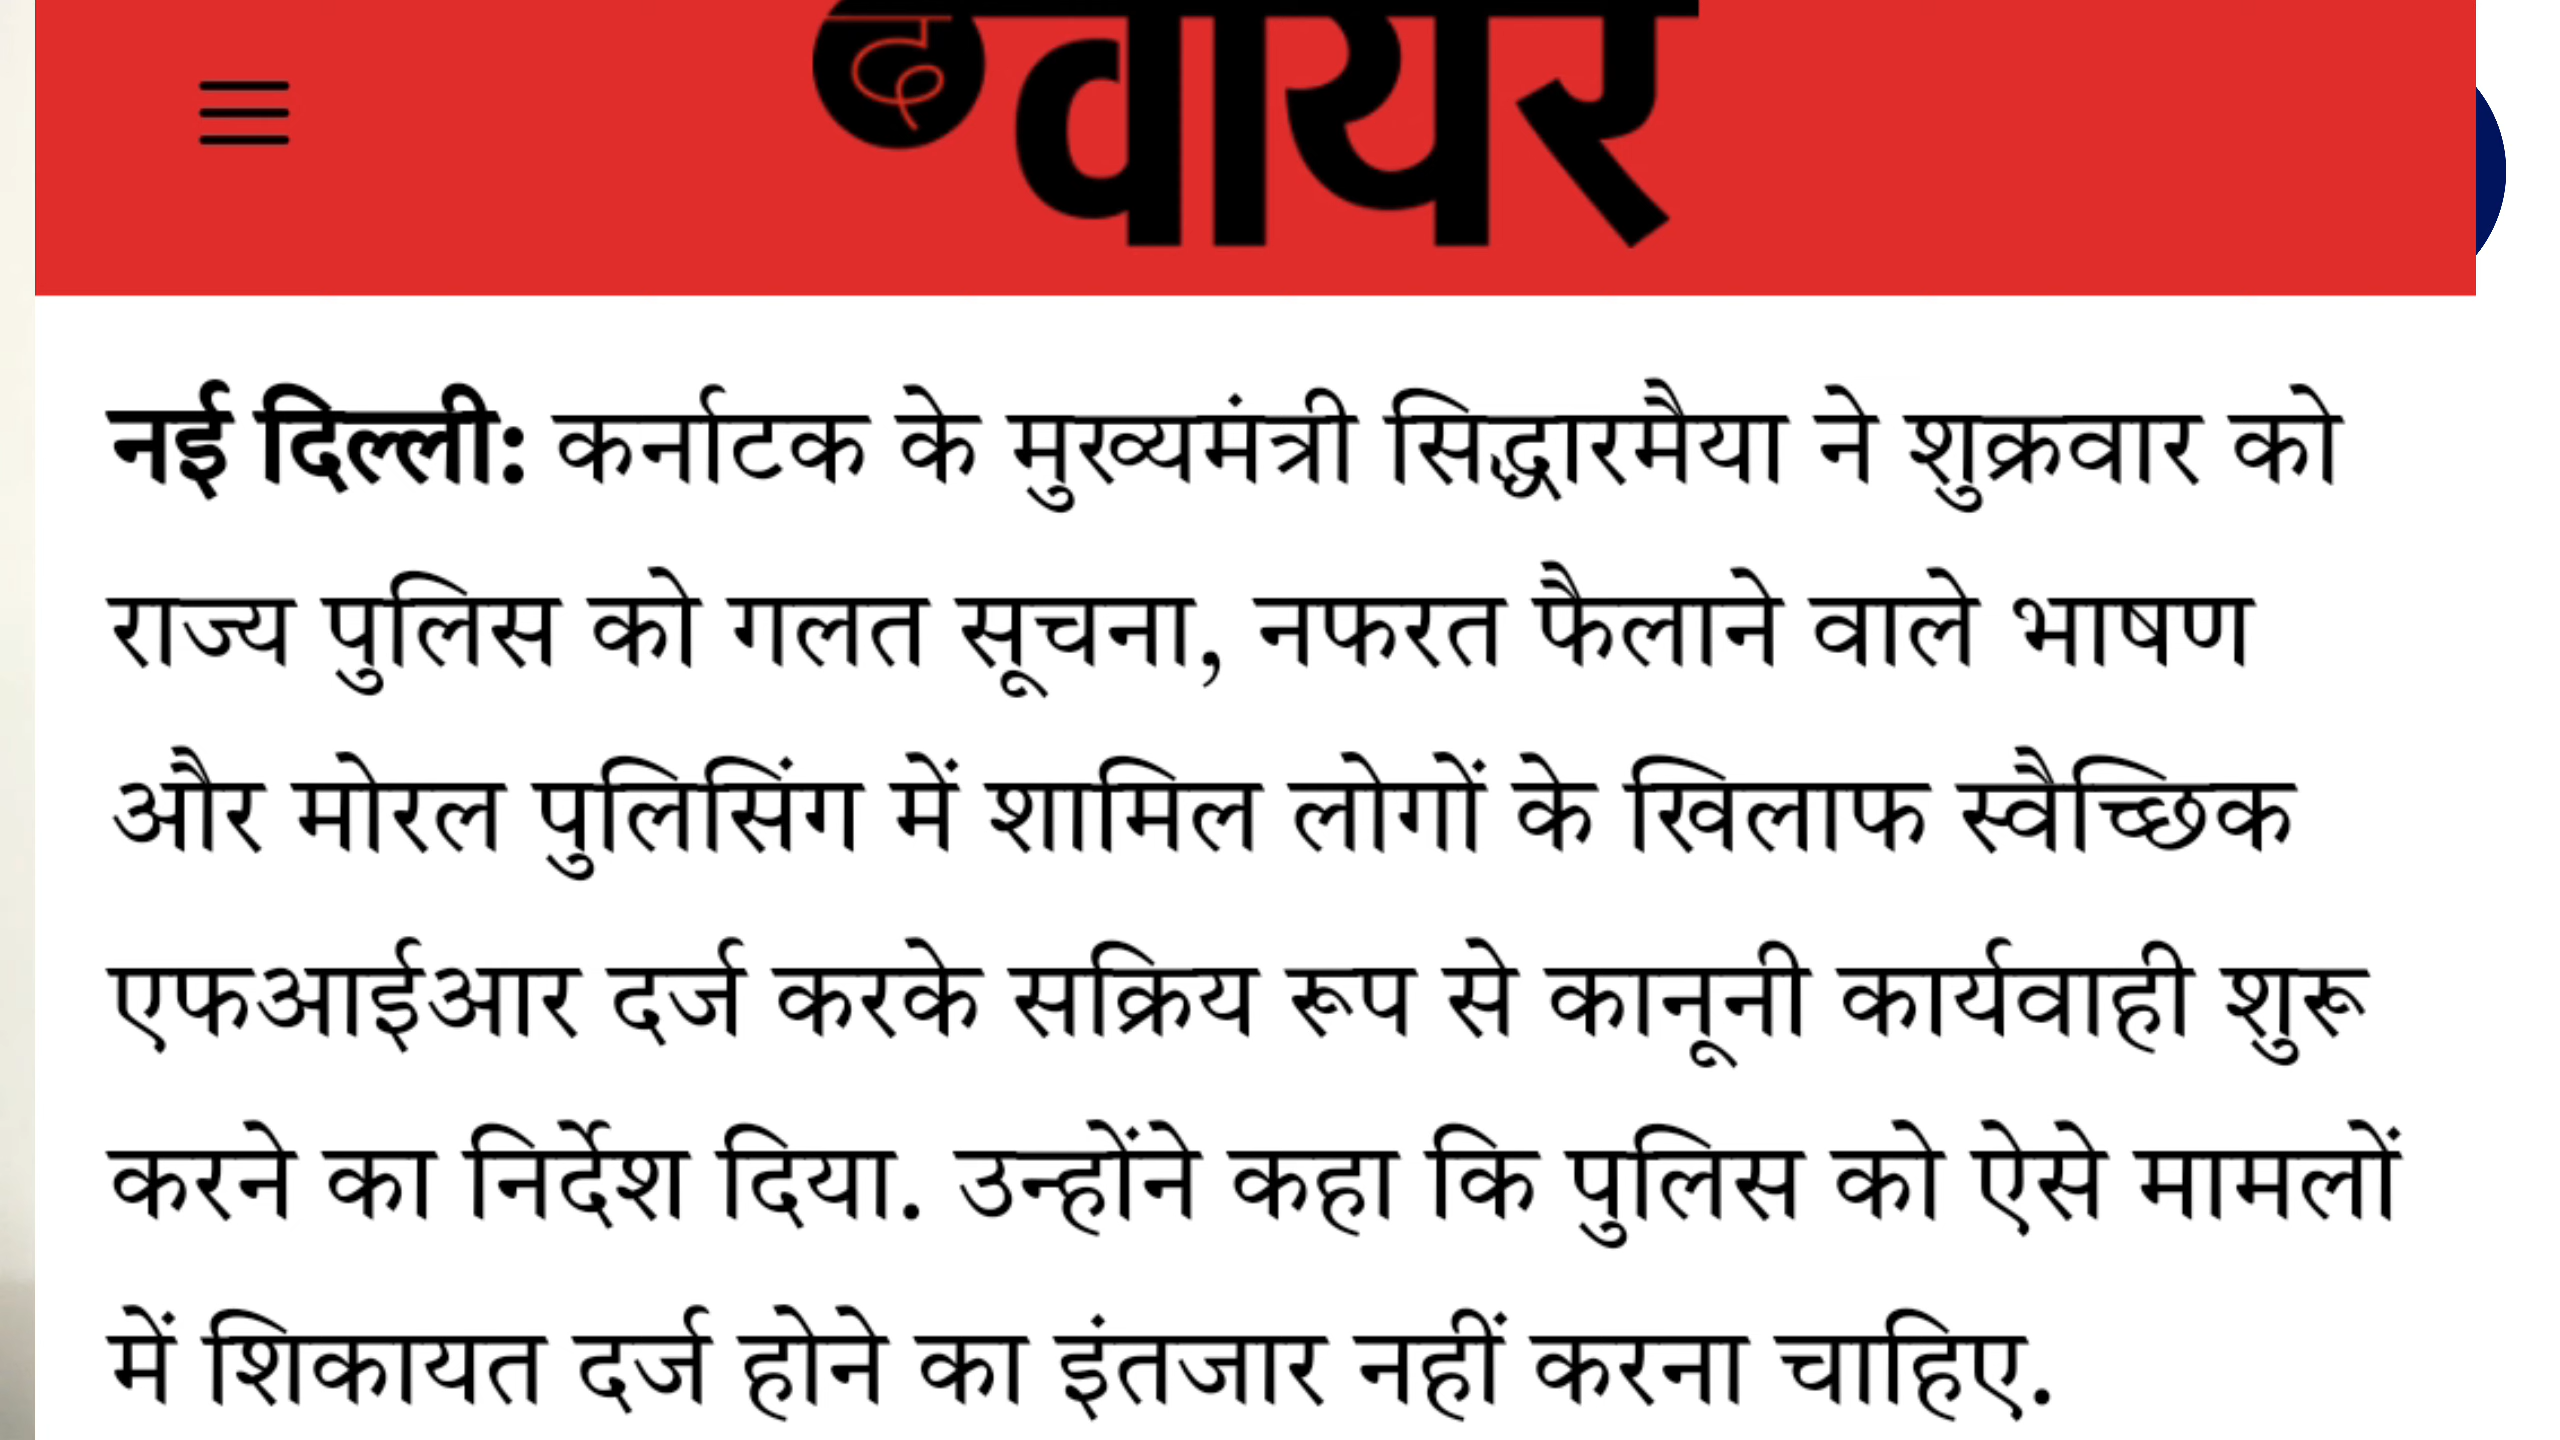 द वायर
नई दिल्ली: कर्नाटक के मुख्यमंत्री सिद्धारमैया ने शुक्रवार को
राज्य पुलिस को गलत सूचना, नफरत फैलाने वाले भाषण
और मोरल पुलिसिंग में शामिल लोगों के खिलाफ स्वैच्छिक
एफआईआर दर्ज करके सक्रिय रूप से कानूनी कार्यवाही शुरू
करने का निर्देश दिया. उन्होंने कहा कि पुलिस को ऐसे मामलों
में शिकायत दर्ज होने का इंतजार नहीं करना चाहिए.